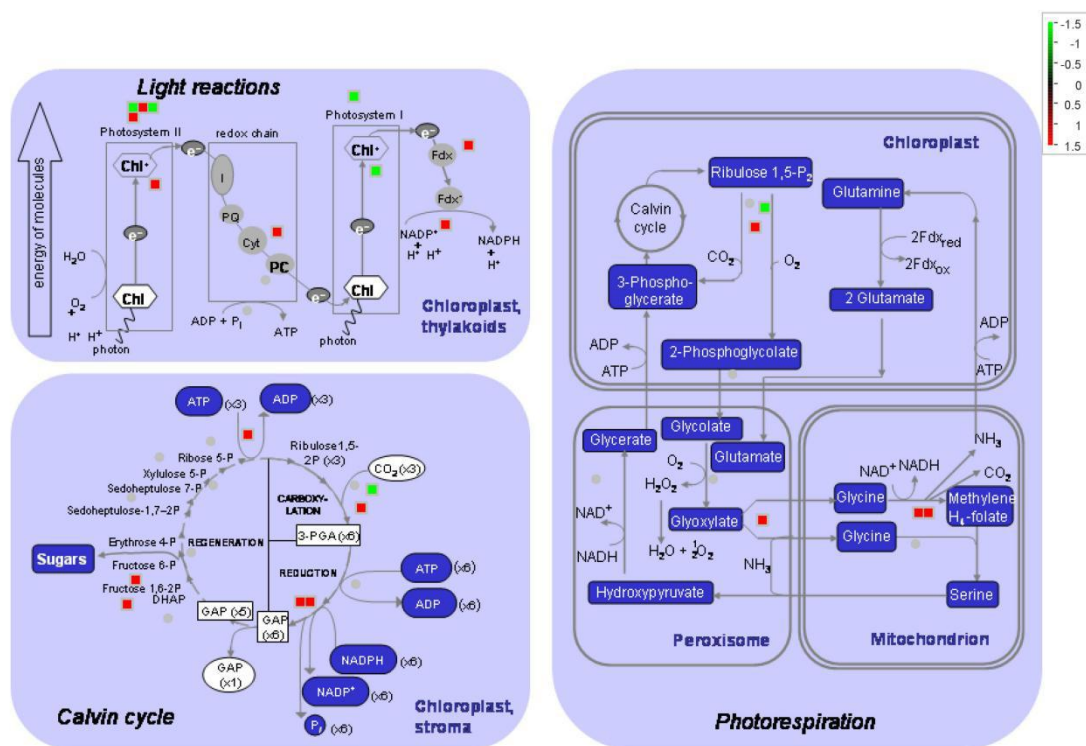 -1.5
-1
-0.5
0
0.5
1
1.5
Light reactions
energy of molecules
Photosystem II
redox chain
Photosystem I
e⁻
e⁻
Chl⁺
Chl⁺
Fdx
I
Fdx⁻
PQ
e⁻
Cyt
e⁻
NADP⁺
+
H⁺ H⁺
NADPH
+
H⁺
H₂O
PC
O₂
+
H⁺ H⁺
Chl
e⁻
Chl
ADP + Pᵢ
ATP
photon
photon
Chloroplast,
thylakoids
ATP (x3)
ADP (x3)
Ribose 5-P
Xylulose 5-P
Sedoheptulose 7-P
Sedoheptulose-1,7-2P
Ribulose1,5-
2P (x3)
CO₂(x3)
CARBOXY-
LATION
REGENERATION
3-PGA (x6)
Erythrose 4-P
Sugars
Fructose 6-P
Fructose 1,6-2P
DHAP
REDUCTION
ATP (x6)
ADP (x6)
GAP (x5)
GAP
(x6)
GAP
(x1)
NADPH (x6)
NADP⁺ (x6)
Pᵢ (x6)
Calvin cycle
Chloroplast,
stroma
Chloroplast
Ribulose 1,5-P₂
Glutamine
Calvin
cycle
2Fdxred
2Fdxox
CO₂
O₂
3-Phospho-
glycerate
2 Glutamate
ADP
ATP
2-Phosphoglycolate
ADP
ATP
Glycerate
Glycolate
Glutamate
NH₃
O₂
H₂O₂
NAD⁺
NADH
CO₂
Glycine
Methylene
H₄-folate
NAD⁺
Glyoxylate
Glycine
H₂O + ½O₂
NADH
NH₃
Hydroxypyruvate
Serine
Peroxisome
Mitochondrion
Photorespiration